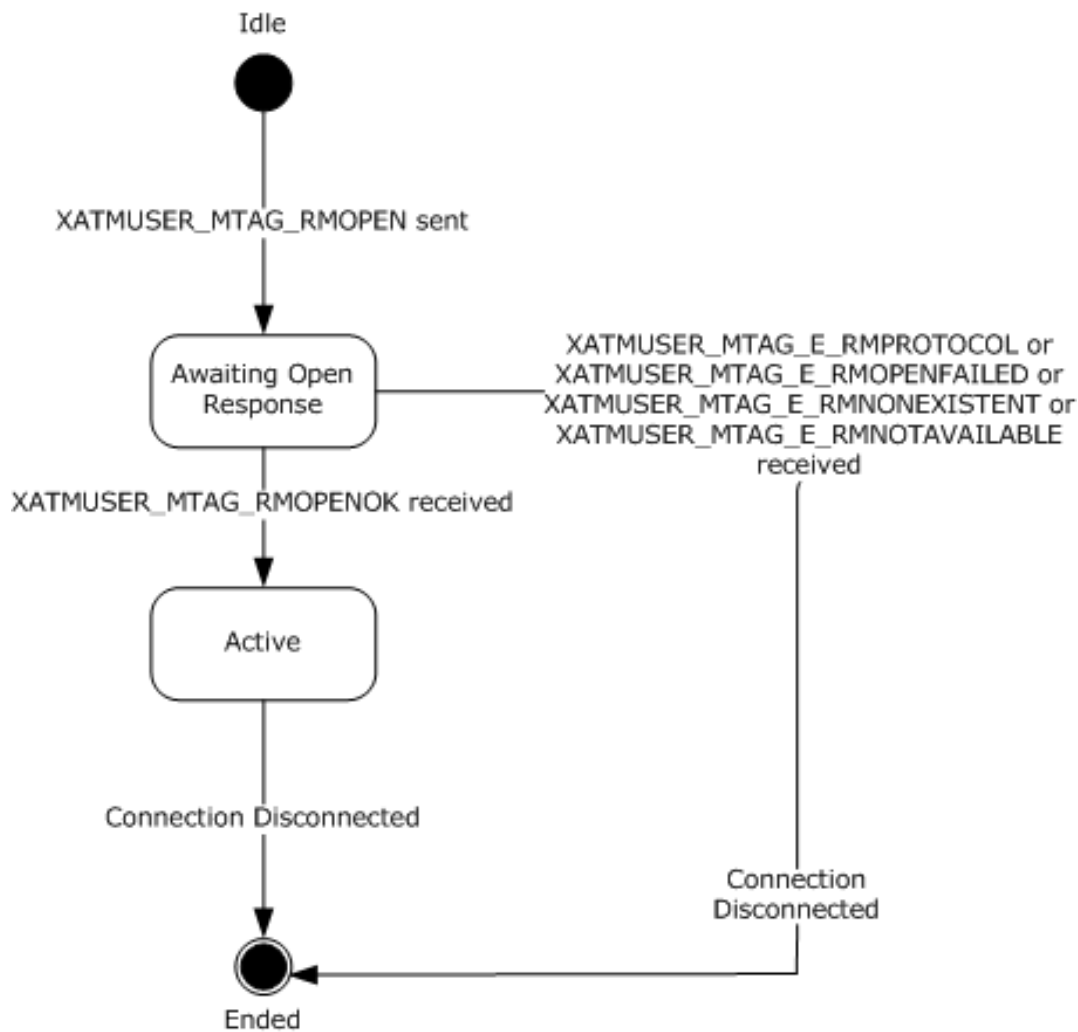 Idle
XATMUSER_MTAG_RMOPEN sent
Awaiting Open
Response
XATMUSER_MTAG_E_RMPROTOCOL or
XATMUSER_MTAG_E_RMOPENFAILED or
XATMUSER_MTAG_E_RMNONEXISTENT or
XATMUSER_MTAG_E_RMNOTAVAILABLE
received
XATMUSER_MTAG_RMOPENOK received
Active
Connection Disconnected
Connection
Disconnected
Ended